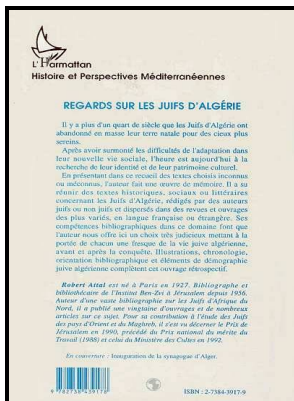 L'Harmattan
Histoire et Perspectives Méditerranéennes
REGARDS SUR LES JUIFS D'ALGÉRIE
Il y a plus d'un quart de siècle que les Juifs d'Algérie ont
abandonné en masse leur terre natale pour des cieux plus
sereins.
Après avoir surmonté les difficultés de l'adaptation dans
leur nouvelle vie sociale, l'heure est aujourd'hui à la
recherche de leur identité et de leur patrimoine culturel.
En présentant dans ce recueil des textes choisis inconnus
ou méconnus, l'auteur fait une œuvre de mémoire. Il a su
réunir des textes historiques, sociaux ou littéraires
concernant les Juifs d'Algérie, rédigés par des auteurs
juifs ou non juifs et dispersés dans des revues et ouvrages
des plus variés, en langue française ou étrangère. Ses
compétences bibliographiques dans ce domaine font que
l'auteur nous offre ici un choix très judicieux mettant à la
portée de chacun une fresque de la vie juive algérienne,
avant et après la conquête. Illustrations, chronologie,
orientation bibliographique et éléments de démographie
juive algérienne complètent cet ouvrage rétrospectif.
Robert Attal est né à Paris en 1927. Bibliographe et
bibliothécaire de l'Institut Ben-Zvi à Jérusalem depuis 1956.
Auteur d'une vaste bibliographie sur les Juifs d'Afrique du
Nord, il a publié une vingtaine d'ouvrages et de nombreux
articles sur ce sujet. Pour sa contribution à l'étude des Juifs
des pays d'Orient et du Maghreb, il s'est vu décerner le Prix de
Jérusalem en 1990, précédé du Prix national du mérite du
Travail (1988) et celui du Ministère des Cultes en 1992.
En couverture : Inauguration de la synagogue d'Alger.
9782738439178
ISBN : 2-7384-3917-9